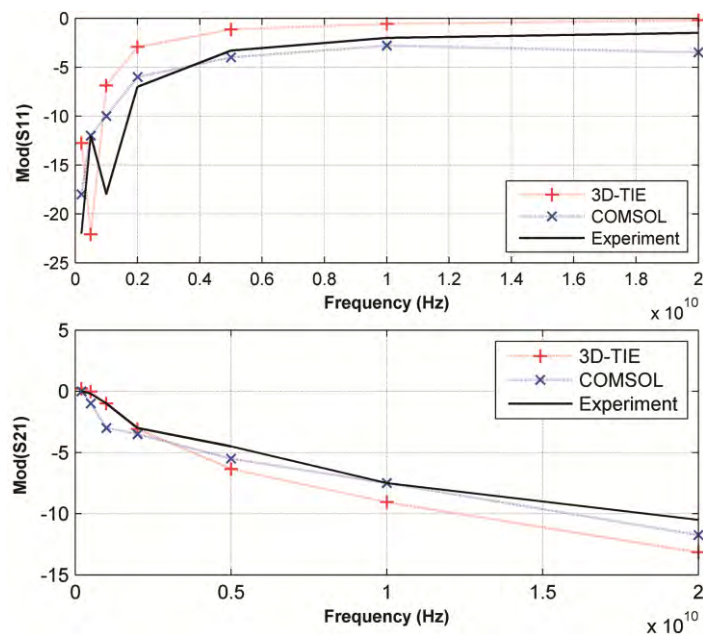 0
-5
-10
-15
-20
-25
Mod(S11)
3D-TIE
COMSOL
Experiment
0 0.2 0.4 0.6 0.8 1 1.2 1.4 1.6 1.8 2
Frequency (Hz)
x 10^10
5
0
-5
-10
-15
Mod(S21)
3D-TIE
COMSOL
Experiment
0 0.5 1 1.5 2
Frequency (Hz)
x 10^10